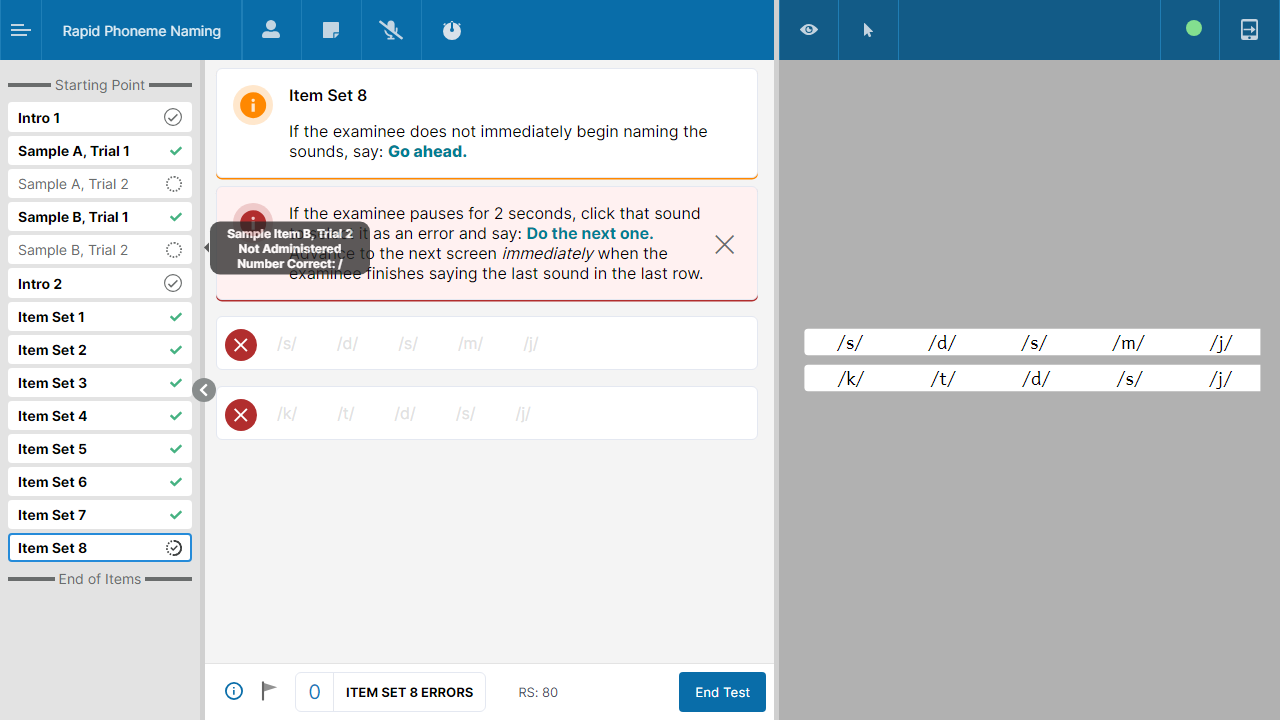 Rapid Phoneme Naming
Starting Point
Intro 1
Sample A, Trial 1
Sample A, Trial 2
Sample B, Trial 1
Sample B, Trial 2
Intro 2
Item Set 1
Item Set 2
Item Set 3
Item Set 4
Item Set 5
Item Set 6
Item Set 7
Item Set 8
End of Items
Item Set 8
If the examinee does not immediately begin naming the
sounds, say: Go ahead.
If the examinee pauses for 2 seconds, click that sound
it as an error and say: Do the next one.
Advance to the next screen immediately when the
examinee finishes saying the last sound in the last row.
Sample Item B, Trial 2
Not Administered
Number Correct: /
/s/ /d/ /s/ /m/ /j/
/k/ /t/ /d/ /s/ /j/
0 ITEM SET 8 ERRORS
RS: 80
End Test
/s/ /d/ /s/ /m/ /j/
/k/ /t/ /d/ /s/ /j/